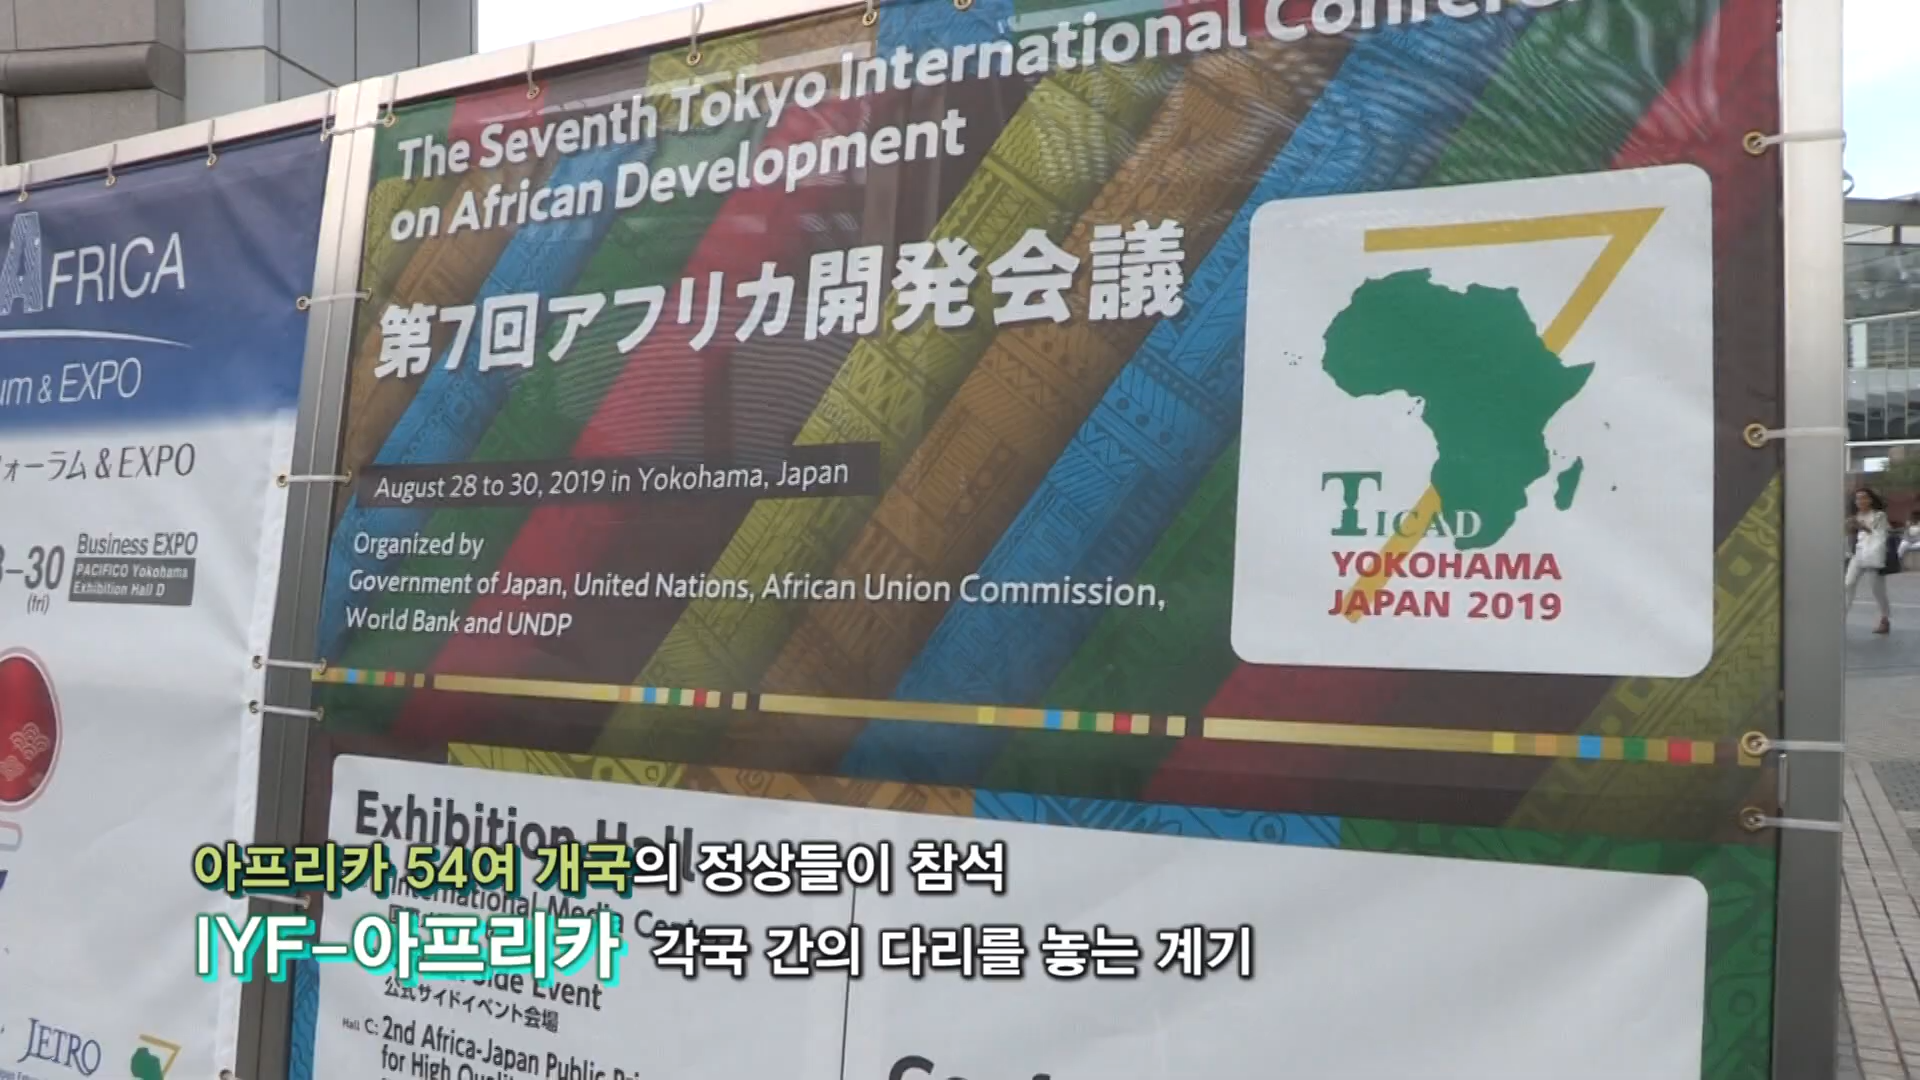 The Seventh Tokyo International
on African Development
第7回アフリカ開発会議
August 28 to 30, 2019 in Yokohama, Japan
Organized by
Government of Japan, United Nations, African Union Commission,
World Bank and UNDP
TICAD
YOKOHAMA
JAPAN 2019
AFRICA
& EXPO
ォーラム & EXPO
-30
(fri)
Business EXPO
PACIFICO Yokohama
Exhibition Hall D
JETRO
Exhibition Hall
International Media
Side Event
公式サイドイベント会場
Hall C: 2nd Africa-Japan Public
for High
아프리카 54여 개국의 정상들이 참석
IYF-아프리카 각국 간의 다리를 놓는 계기